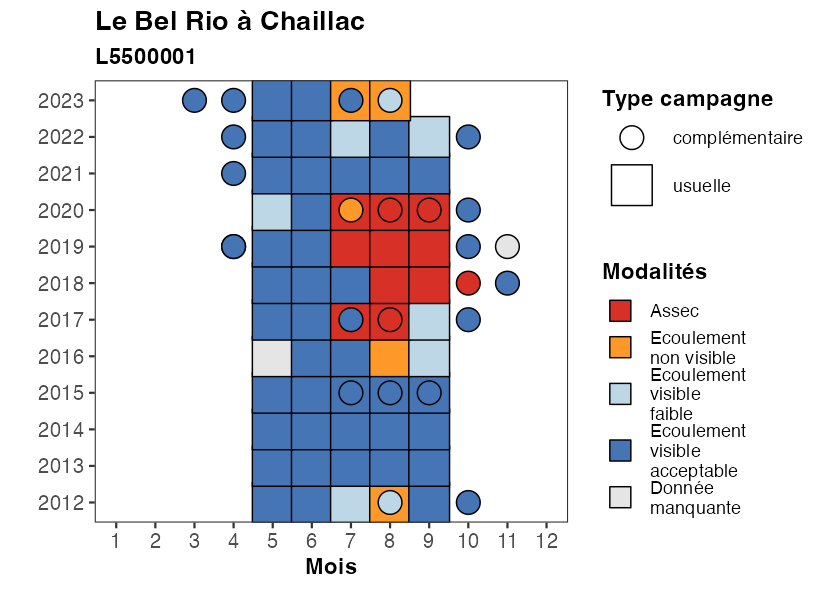 Le Bel Rio à Chaillac
L5500001
2023
2022
2021
2020
2019
2018
2017
2016
2015
2014
2013
2012
1 2 3 4 5 6 7 8 9 10 11 12
Mois
Type campagne
complémentaire
usuelle
Modalités
Assec
Ecoulement
non visible
Ecoulement
visible
faible
Ecoulement
visible
acceptable
Donnée
manquante